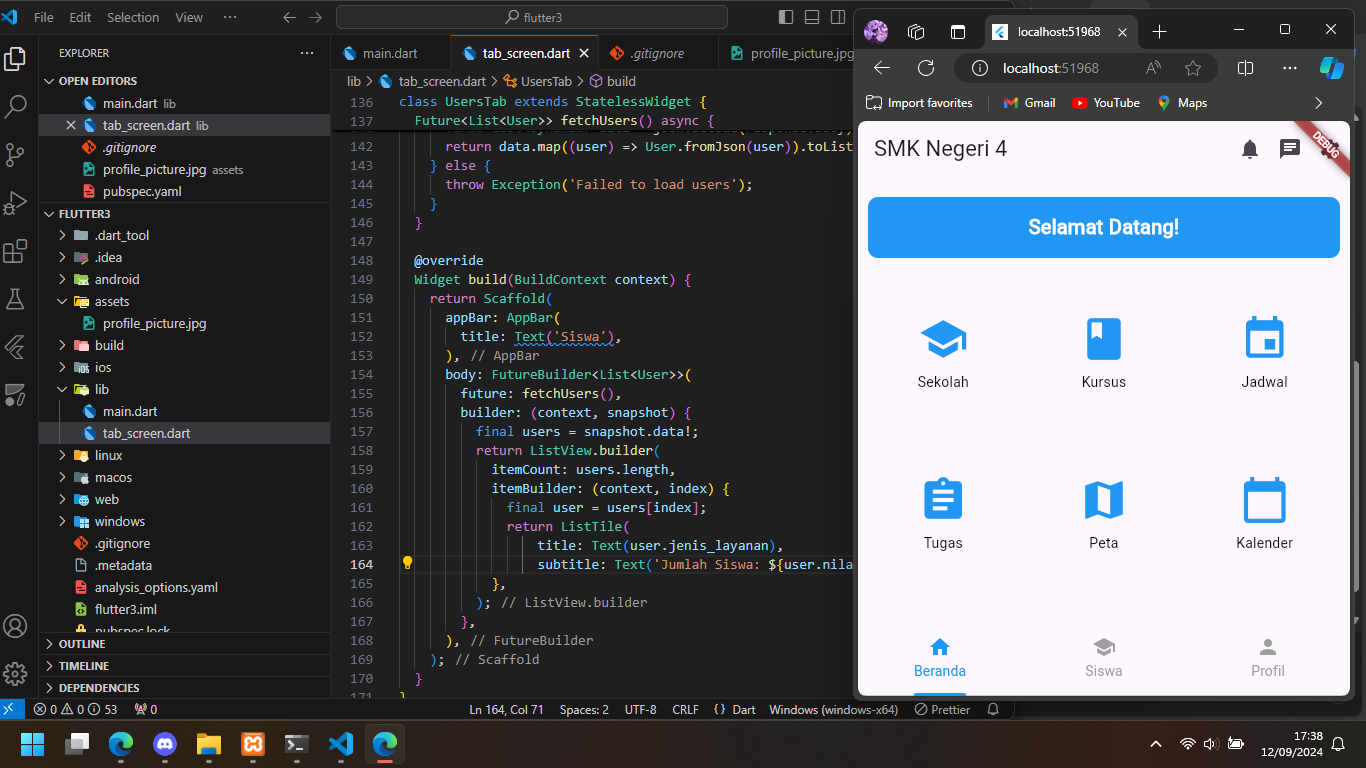 File Edit Selection View ··· flutter3
EXPLORER ···
OPEN EDITORS
main.dart lib
tab_screen.dart lib
.gitignore
profile_picture.jpg assets
pubspec.yaml
FLUTTER3
.dart_tool
.idea
android
assets
profile_picture.jpg
build
ios
lib
main.dart
tab_screen.dart
linux
macos
web
windows
.gitignore
.metadata
analysis_options.yaml
flutter3.iml
pubspec.lock
OUTLINE
TIMELINE
DEPENDENCIES
main.dart tab_screen.dart .gitignore profile_picture.jpg
lib > tab_screen.dart > UsersTab > build
136 class UsersTab extends StatelessWidget {
137 Future<List<User>> fetchUsers() async {
142 return data.map((user) => User.fromJson(user)).toList
143 } else {
144 throw Exception('Failed to load users');
145 }
146 }
147
148 @override
149 Widget build(BuildContext context) {
150 return Scaffold(
151 appBar: AppBar(
152 title: Text('Siswa'),
153 ), // AppBar
154 body: FutureBuilder<List<User>>(
155 future: fetchUsers(),
156 builder: (context, snapshot) {
157 final users = snapshot.data!;
158 return ListView.builder(
159 itemCount: users.length,
160 itemBuilder: (context, index) {
161 final user = users[index];
162 return ListTile(
163 title: Text(user.jenis_layanan),
164 subtitle: Text('Jumlah Siswa: ${user.nila
165 },
166 ); // ListView.builder
167 },
168 ), // FutureBuilder
169 ); // Scaffold
170 }
171 }
0 0 53 0 Ln 164, Col 71 Spaces: 2 UTF-8 CRLF {} Dart Windows (windows-x64) Prettier
localhost:51968
localhost:51968
Import favorites Gmail YouTube Maps
SMK Negeri 4
DEBUG
Selamat Datang!
Sekolah Kursus Jadwal
Tugas Peta Kalender
Beranda Siswa Profil
17:38
12/09/2024